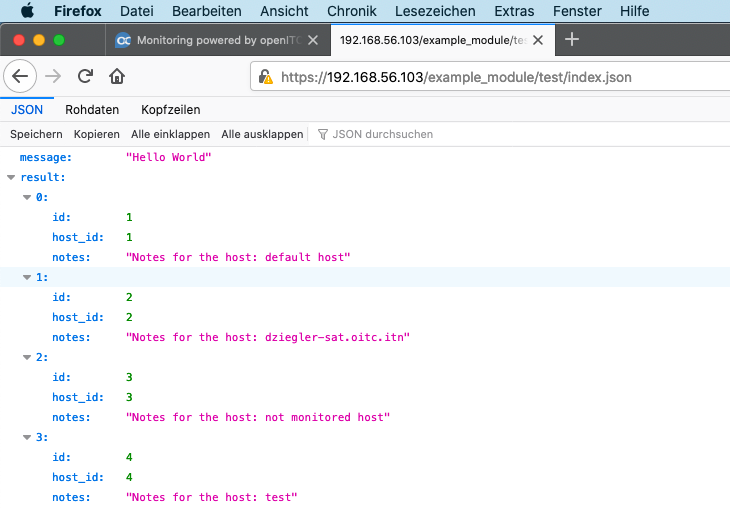 Firefox Datei Bearbeiten Ansicht Chronik Lesezeichen Extras Fenster Hilfe
Monitoring powered by openITC
192.168.56.103/example_module/te
https://192.168.56.103/example_module/test/index.json
JSON Rohdaten Kopfzeilen
Speichern Kopieren Alle einklappen Alle ausklappen JSON durchsuchen
message: "Hello World"
result:
0:
id: 1
host_id: 1
notes: "Notes for the host: default host"
1:
id: 2
host_id: 2
notes: "Notes for the host: dziegler-sat.oitc.itn"
2:
id: 3
host_id: 3
notes: "Notes for the host: not monitored host"
3:
id: 4
host_id: 4
notes: "Notes for the host: test"